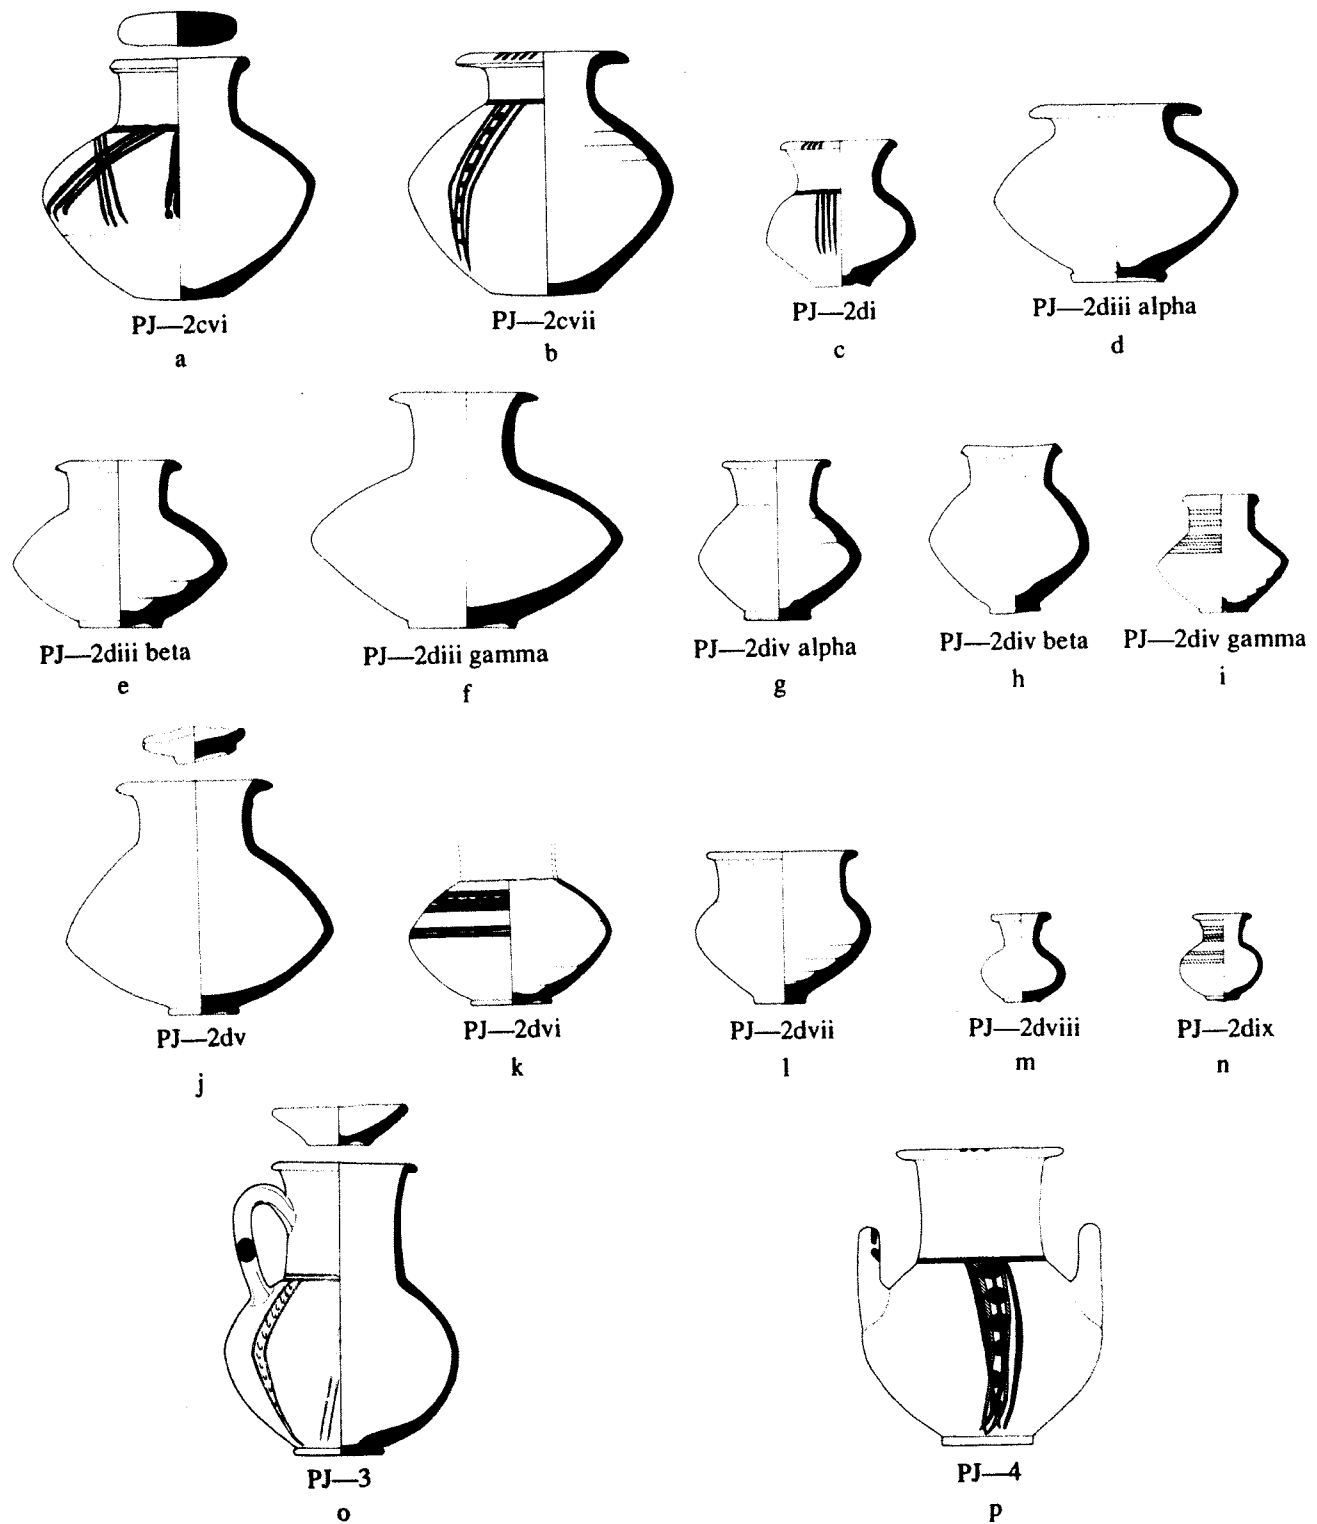 PJ—2cvi
a
PJ—2cvii
b
PJ—2di
c
PJ—2diii alpha
d
PJ—2diii beta
e
PJ—2diii gamma
f
PJ—2div alpha
g
PJ—2div beta
h
PJ—2div gamma
i
PJ—2dv
j
PJ—2dvi
k
PJ—2dvii
l
PJ—2dviii
m
PJ—2dix
n
PJ—3
o
PJ—4
p